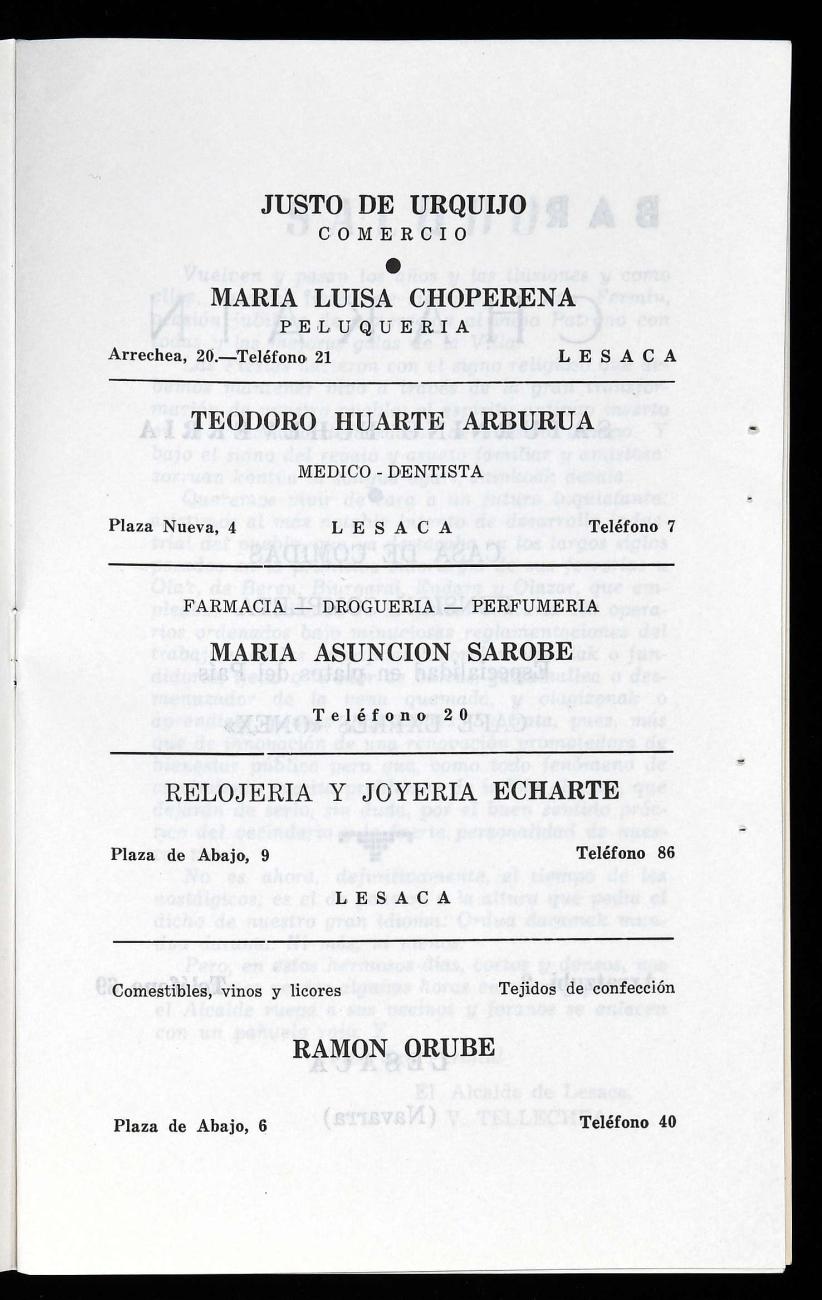 JUSTO DE URQUIJO
COMERCIO
MARIA LUISA CHOPERENA
PELUQUERIA
Arrechea, 20.—Teléfono 21 LESACA
TEODORO HUARTE ARBURUA
MEDICO - DENTISTA
Plaza Nueva, 4 LESACA Teléfono 7
FARMACIA — DROGUERIA — PERFUMERIA
MARIA ASUNCION SAROBE
Teléfono 20
RELOJERIA Y JOYERIA ECHARTE
Plaza de Abajo, 9 Teléfono 86
LESACA
Comestibles, vinos y licores Tejidos de confección
RAMON ORUBE
Plaza de Abajo, 6 Teléfono 40